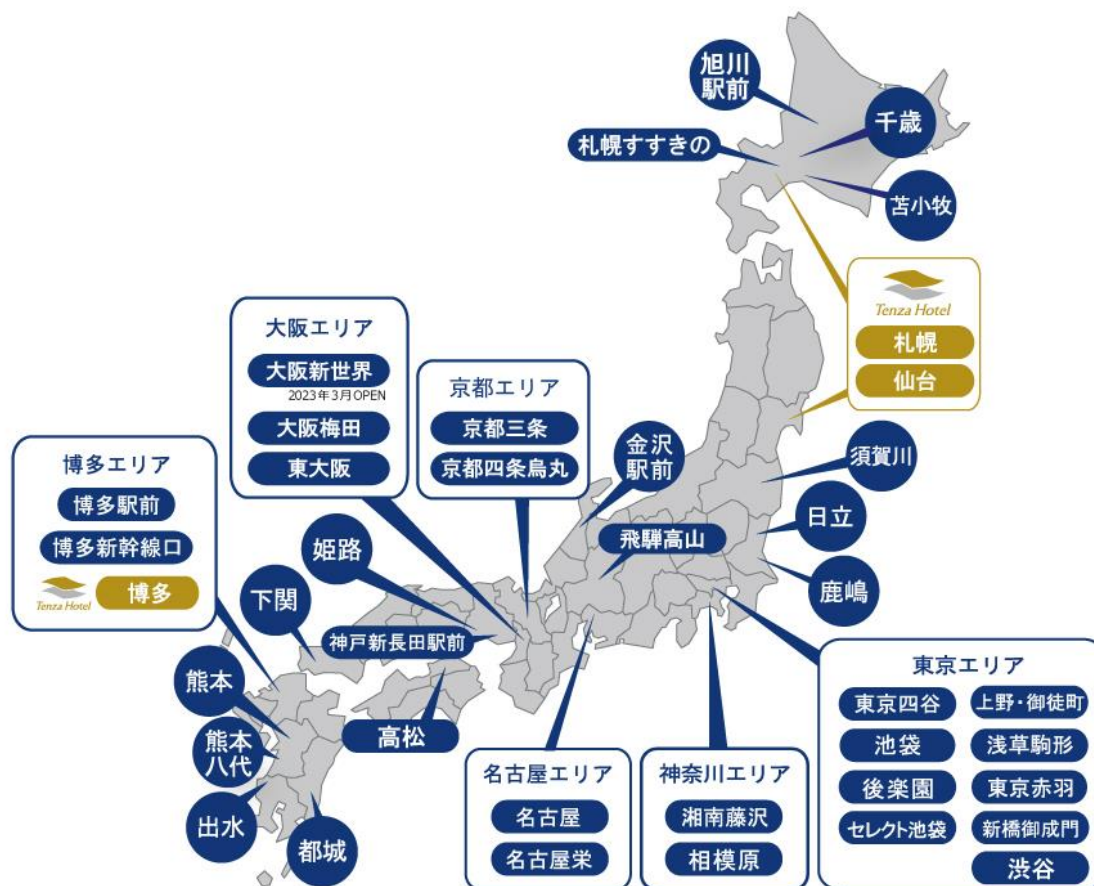 旭川
駅前
千歳
札幌すすきの
苫小牧
Tenza Hotel
札幌
仙台
大阪エリア
大阪新世界
2023年3月OPEN
大阪梅田
東大阪
京都エリア
京都三条
京都四条烏丸
金沢
駅前
須賀川
博多エリア
博多駅前
博多新幹線口
Tenza Hotel
博多
日立
飛騨高山
姫路
鹿嶋
下関
神戸新長田駅前
熊本
高松
熊本
八代
出水
都城
名古屋エリア
名古屋
名古屋栄
神奈川エリア
湘南藤沢
相模原
東京エリア
東京四谷
上野・御徒町
池袋
浅草駒形
後楽園
東京赤羽
セレクト池袋
新橋御成門
渋谷